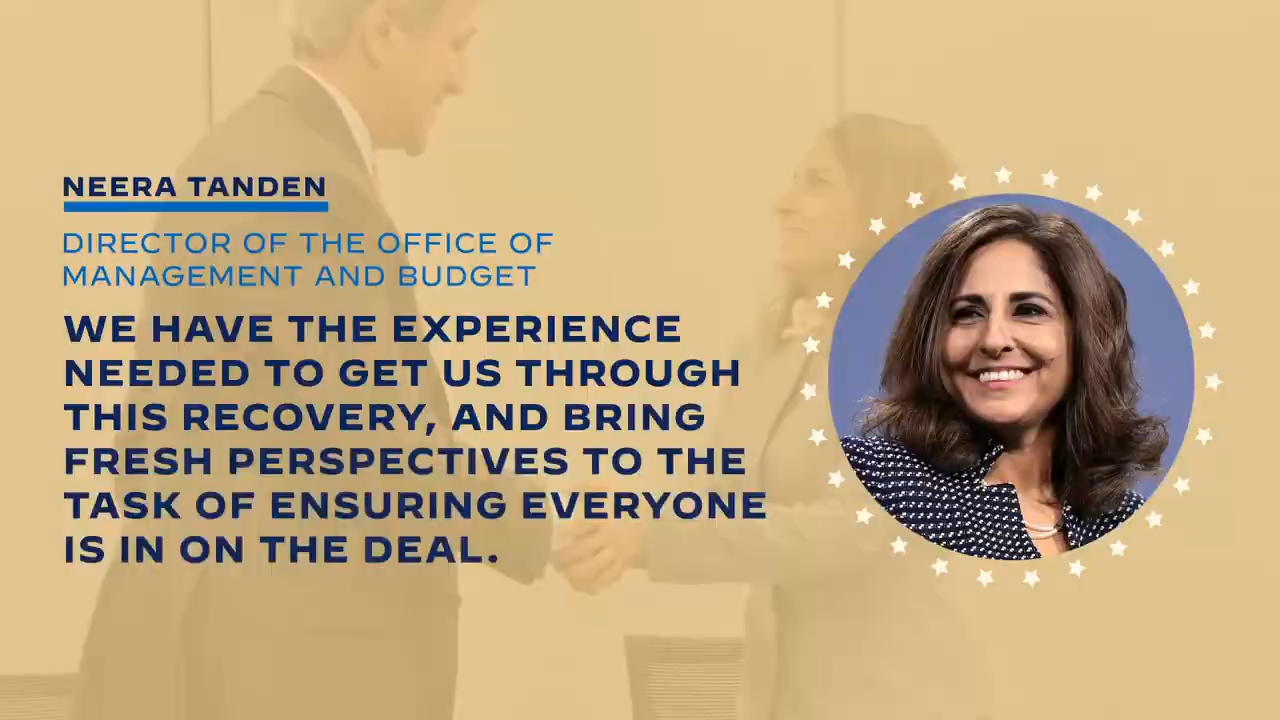 NEERA TANDEN
DIRECTOR OF THE OFFICE OF
MANAGEMENT AND BUDGET
WE HAVE THE EXPERIENCE
NEEDED TO GET US THROUGH
THIS RECOVERY, AND BRING
FRESH PERSPECTIVES TO THE
TASK OF ENSURING EVERYONE
IS IN ON THE DEAL.